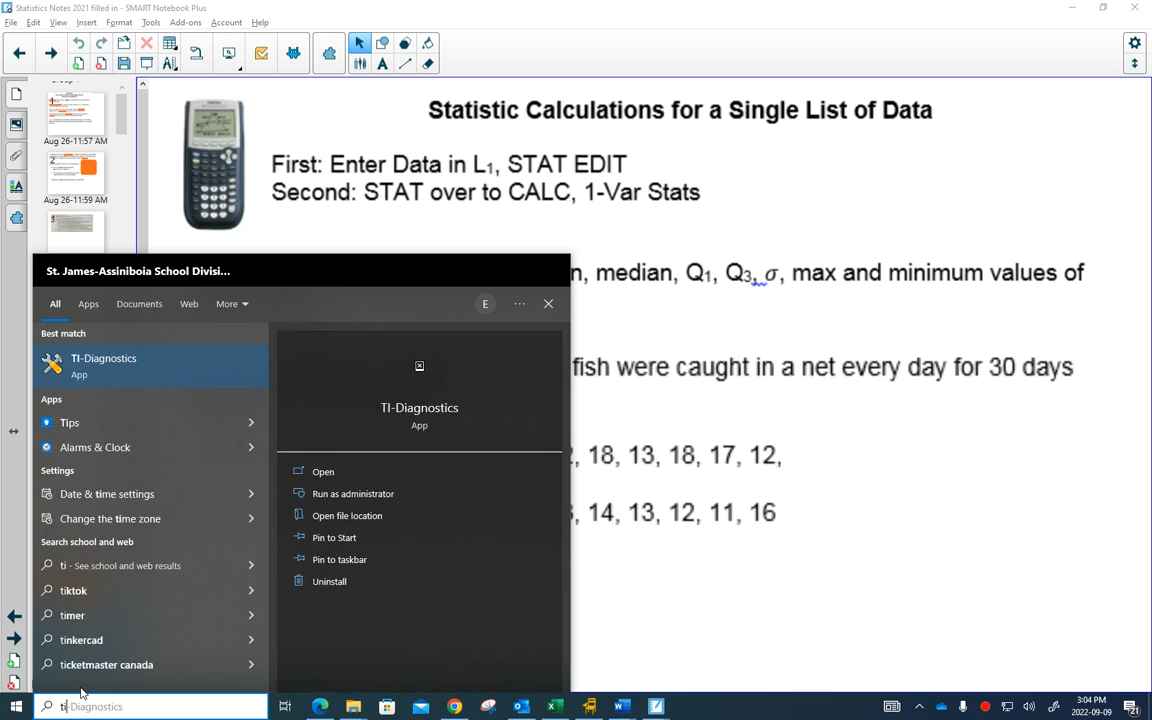 Statistics Notes 2021 filled in - SMART Notebook Plus
File Edit View Insert Format Tools Add-ons Account Help
Aug 26-11:57 AM
Aug 26-11:59 AM
Statistic Calculations for a Single List of Data
First: Enter Data in L₁, STAT EDIT
Second: STAT over to CALC, 1-Var Stats
n, median, Q₁, Q₃, σ, max and minimum values of
fish were caught in a net every day for 30 days
, 18, 13, 18, 17, 12,
, 14, 13, 12, 11, 16
St. James-Assiniboia School Divisi...
All Apps Documents Web More E ...
Best match
TI-Diagnostics
App
Apps
Tips
Alarms & Clock
Settings
Date & time settings
Change the time zone
Search school and web
ti - See school and web results
tiktok
timer
tinkercad
ticketmaster canada
TI-Diagnostics
App
Open
Run as administrator
Open file location
Pin to Start
Pin to taskbar
Uninstall
ti-Diagnostics
3:04 PM
2022-09-09
21